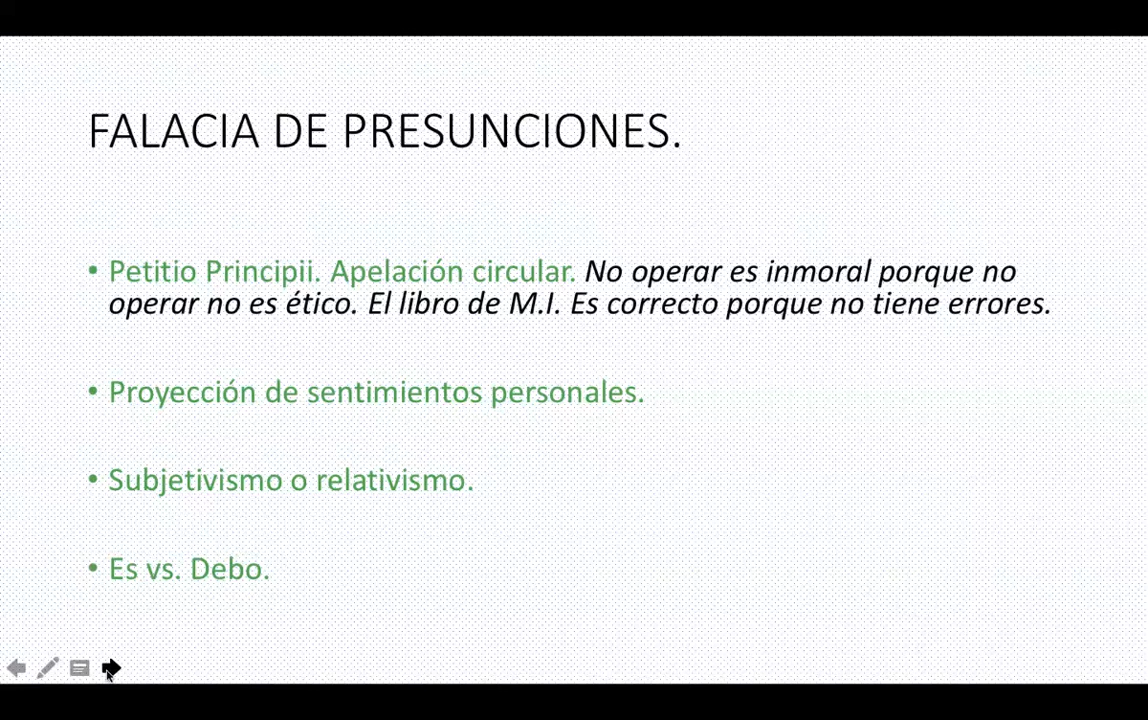 FALACIA DE PRESUNCIONES.
• Petitio Principii. Apelación circular. No operar es inmoral porque no
operar no es ético. El libro de M.I. Es correcto porque no tiene errores.
• Proyección de sentimientos personales.
• Subjetivismo o relativismo.
• Es vs. Debo.